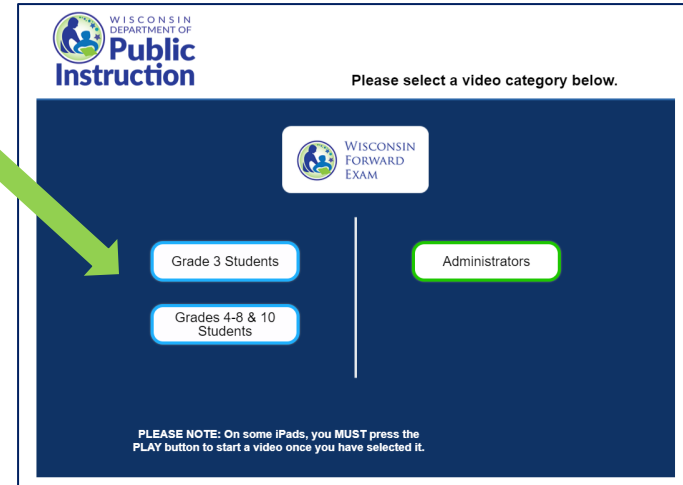 WISCONSIN
DEPARTMENT OF
Public
Instruction
Please select a video category below.
WISCONSIN
FORWARD
EXAM
Grade 3 Students
Administrators
Grades 4-8 & 10
Students
PLEASE NOTE: On some iPads, you MUST press the
PLAY button to start a video once you have selected it.